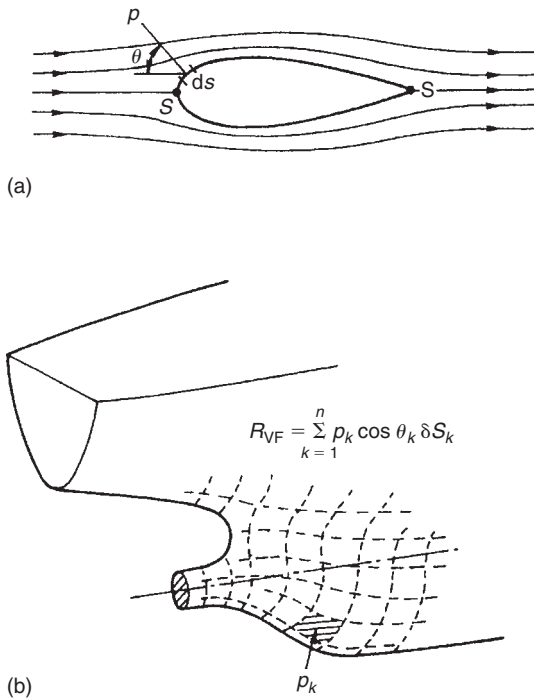 p
θ
ds
S
S
(a)
R_VF = Σ_{k = 1}^{n} p_k cos θ_k δS_k
p_k
(b)